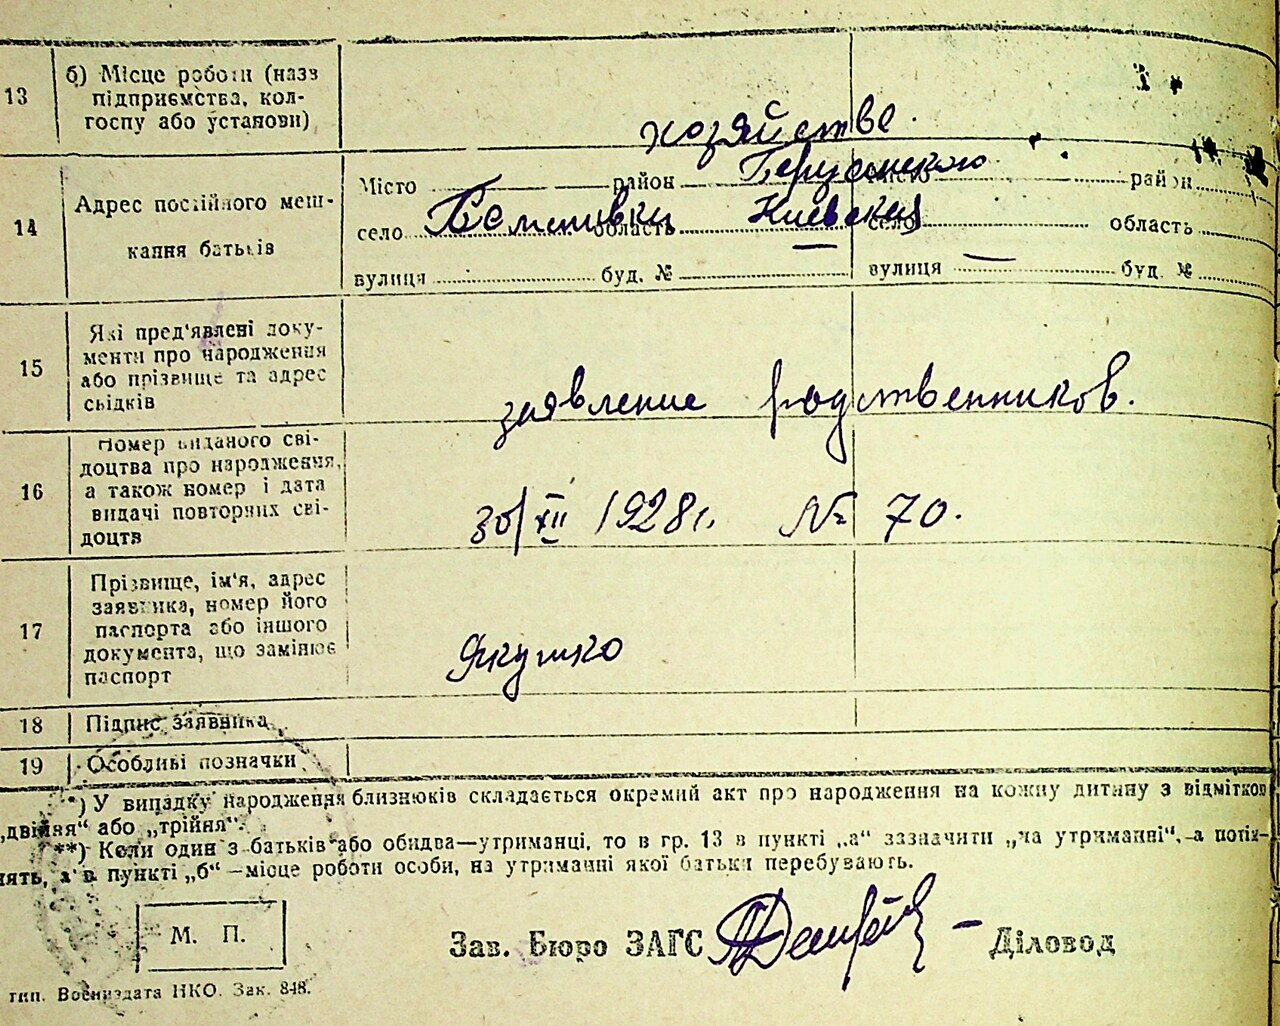 13
б) Місце роботи (назв
підприємства, кол-
госпу або установи)
хозяйстве.
14
Адрес постійного меш-
кання батьків
Місто район район
село область Киевская село область
вулиця буд. № вулиця буд. №
15
Які пред'явлені доку-
менти про народження
або прізвище та адрес
свідків
заявление родственников.
16
Номер виданого сві-
доцтва про народження,
а також номер і дата
видачі повторних сві-
доцтв
30/XII 1928г. № 70.
17
Прізвище, ім'я, адрес
заявника, номер його
паспорта або іншого
документа, що замінює
паспорт
Якушко
18 Підпис заявника
19 Особливі позначки
*) У випадку народження близнюків складається окремий акт про народження на кожну дитину з відміткою
„двійня“ або „трійня“.
**) Коли один з батьків або обидва—утриманці, то в гр. 13 в пункті „а“ зазначити „на утриманні“, а потім
в пункті „б“ —місце роботи особи, на утриманні якої батьки перебувають.
М. П.
Зав. Бюро ЗАГС — Діловод
тип. Воениздата НКО. Зак. 848.